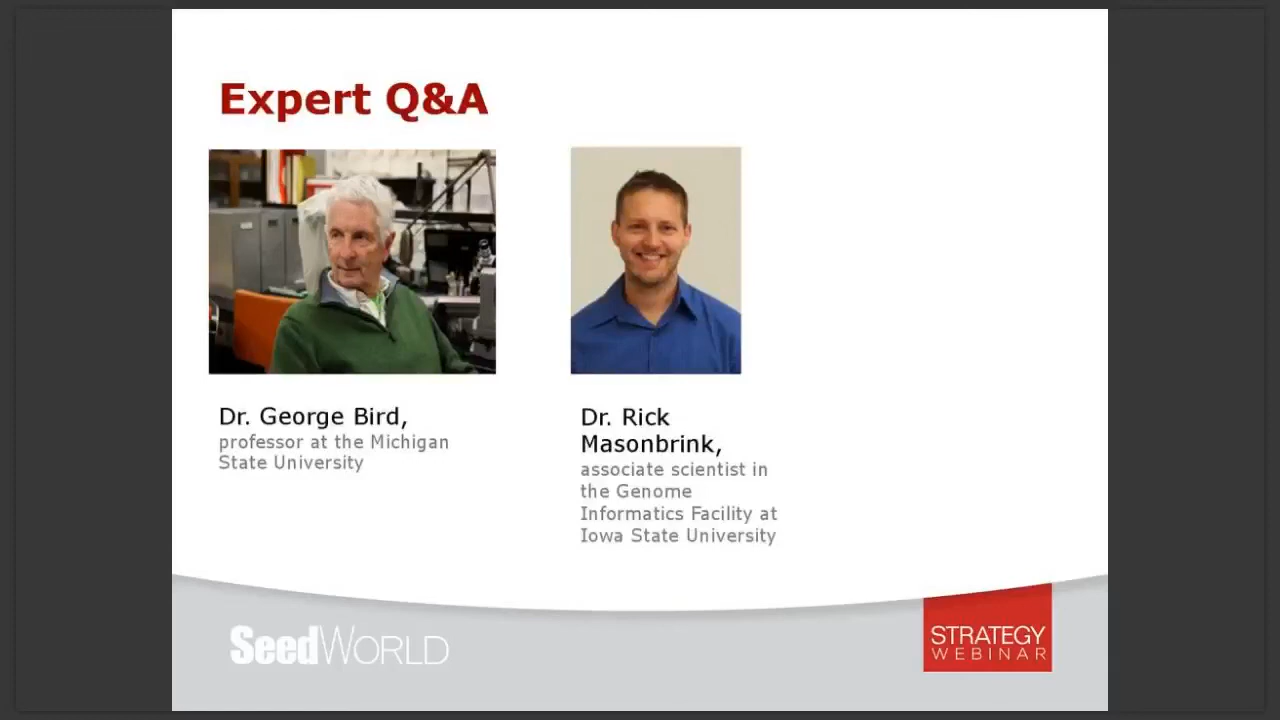 Expert Q&A
Dr. George Bird,
professor at the Michigan
State University
Dr. Rick
Masonbrink,
associate scientist in
the Genome
Informatics Facility at
Iowa State University
SeedWORLD
STRATEGY
WEBINAR